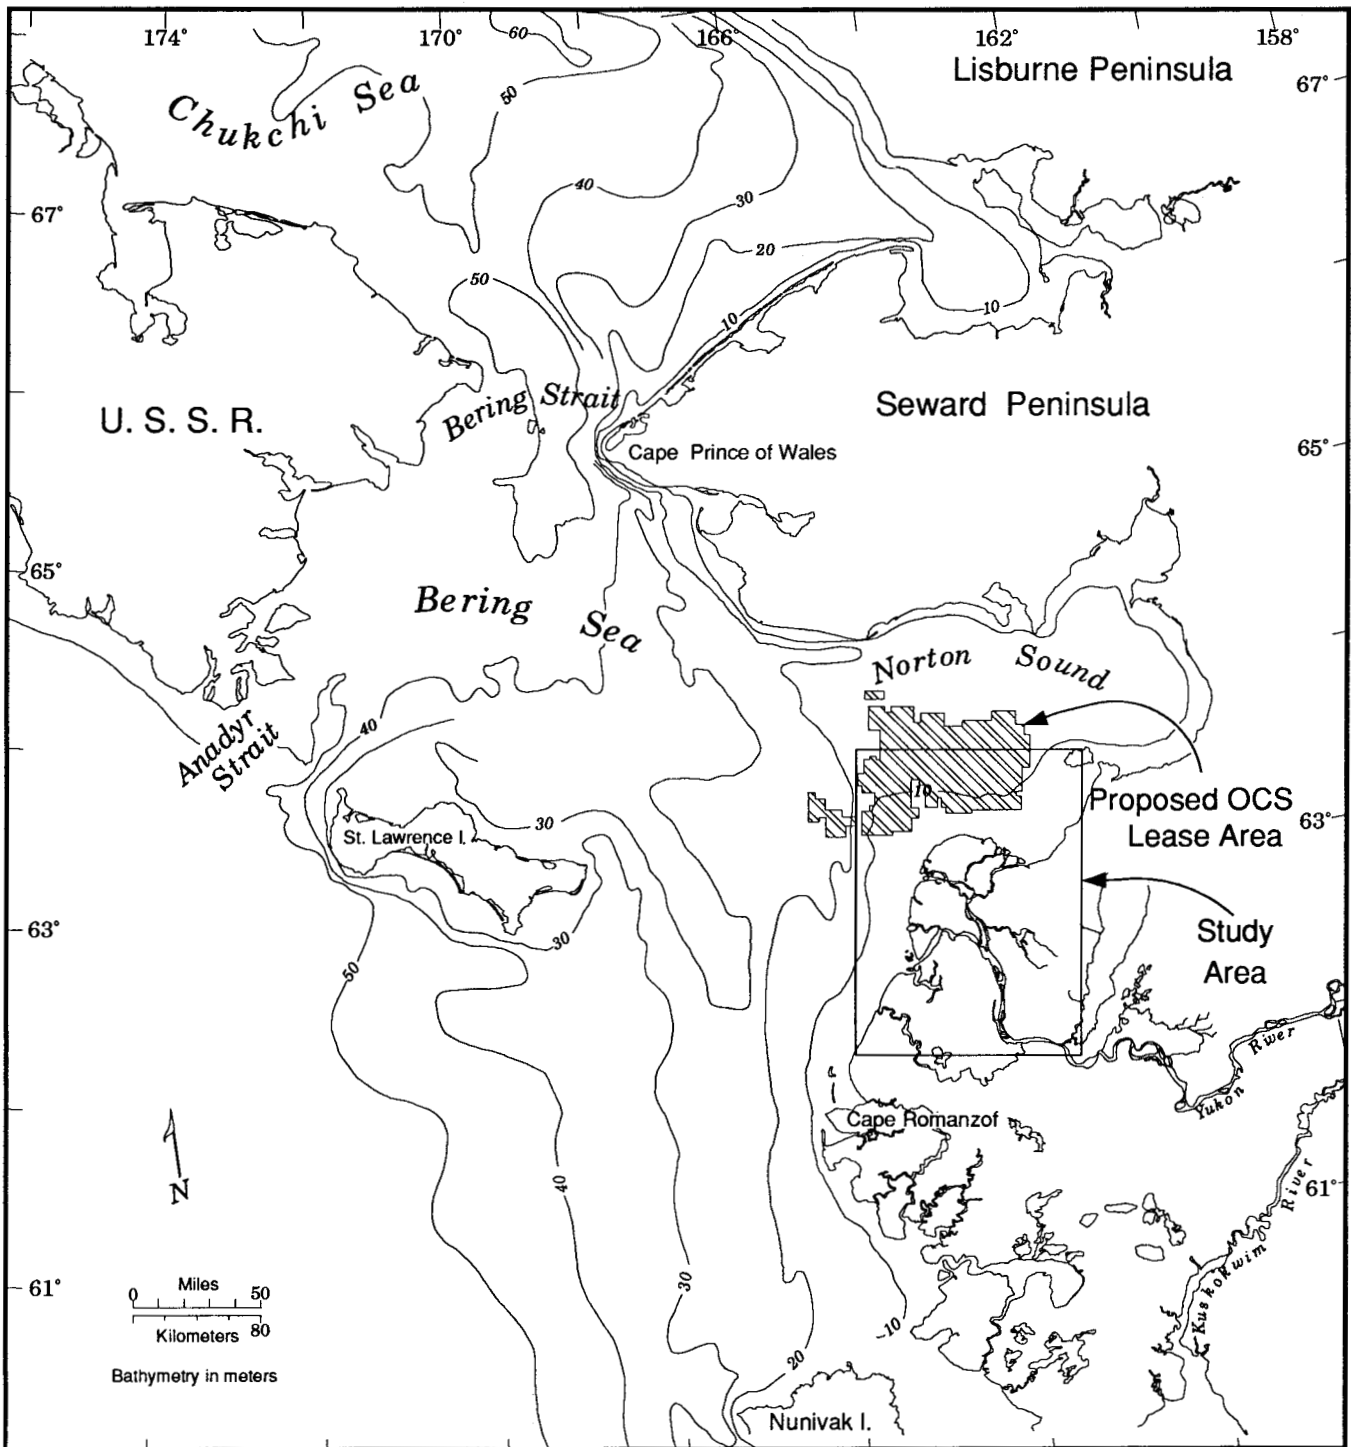 174° 170° 166° 162° 158°
60
Lisburne Peninsula
67°
Chukchi Sea
50
40
30
67°
20
50
10
10
Bering Strait
U. S. S. R.
Seward Peninsula
65°
Cape Prince of Wales
65°
Bering Sea
Norton Sound
Anadyr
Strait
40
10
Proposed OCS
Lease Area
63°
30
St. Lawrence I.
63°
30
Study
Area
50
River
Yukon
Cape Romanzof
N
40
River
61°
Kuskokwim
30
61°
Miles
0 50
Kilometers 80
-10
20
Bathymetry in meters
Nunivak I.